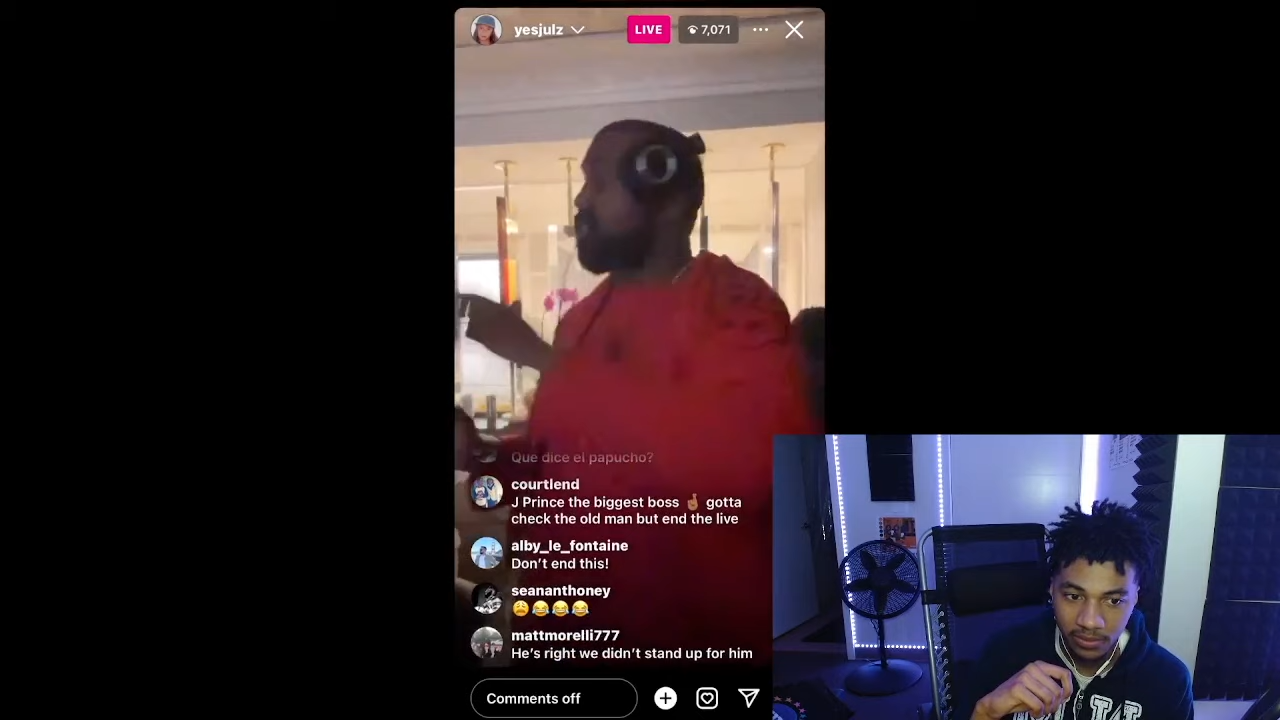 yesjulz
LIVE
7,071
Que dice el papucho?
courtlend
J Prince the biggest boss 🤞🏽 gotta
check the old man but end the live
alby_le_fontaine
Don't end this!
seananthoney
😩😂😂😂
mattmorelli777
He's right we didn't stand up for him
Comments off